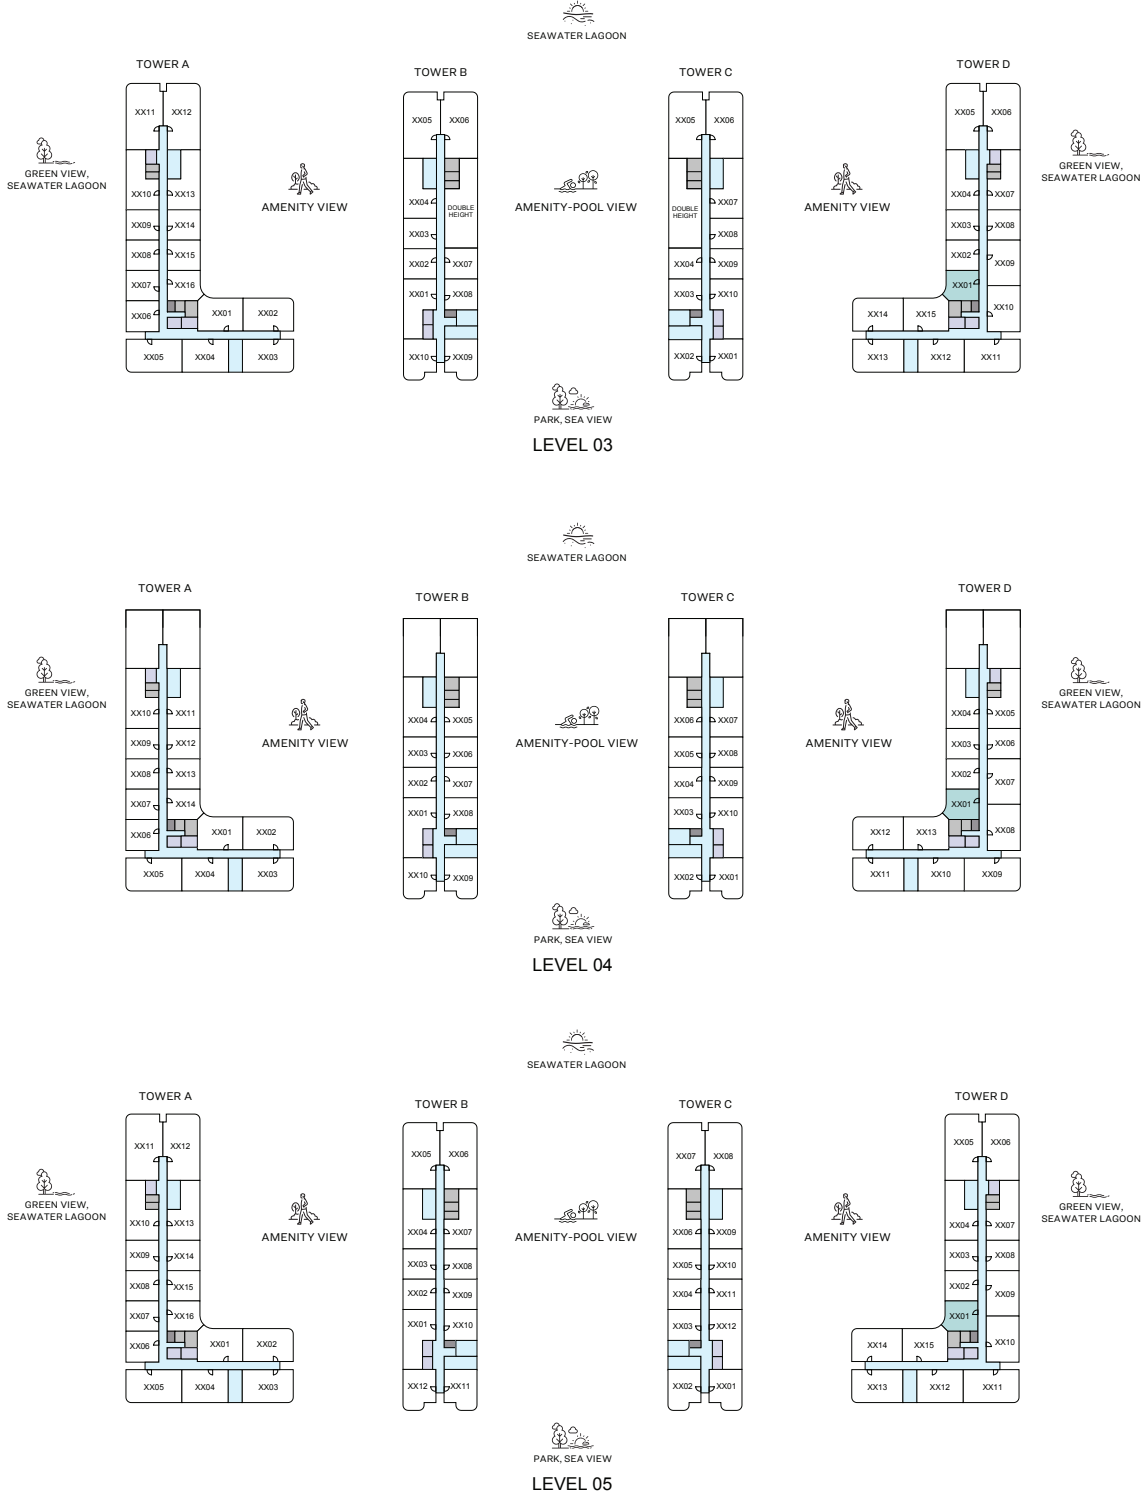 SEAWATER LAGOON
TOWER A
TOWER B
TOWER C
TOWER D
XX11 XX12
XX05 XX06
XX05 XX06
XX05 XX06
GREEN VIEW,
SEAWATER LAGOON
AMENITY VIEW
AMENITY-POOL VIEW
AMENITY VIEW
GREEN VIEW,
SEAWATER LAGOON
XX10 XX13
XX09 XX14
XX08 XX15
XX07 XX16
XX06 XX01 XX02
XX05 XX04 XX03
XX04 DOUBLE
HEIGHT
XX03
XX02 XX07
XX01 XX08
XX10 XX09
DOUBLE
HEIGHT
XX07
XX08
XX04 XX09
XX03 XX10
XX02 XX01
XX04 XX07
XX03 XX08
XX02 XX09
XX01
XX14 XX15 XX10
XX13 XX12 XX11
PARK, SEA VIEW
LEVEL 03
SEAWATER LAGOON
TOWER A
TOWER B
TOWER C
TOWER D
GREEN VIEW,
SEAWATER LAGOON
AMENITY VIEW
AMENITY-POOL VIEW
AMENITY VIEW
GREEN VIEW,
SEAWATER LAGOON
XX10 XX11
XX09 XX12
XX08 XX13
XX07 XX14
XX06 XX01 XX02
XX05 XX04 XX03
XX04 XX05
XX03 XX06
XX02 XX07
XX01 XX08
XX10 XX09
XX06 XX07
XX05 XX08
XX04 XX09
XX03 XX10
XX02 XX01
XX04 XX05
XX03 XX06
XX02 XX07
XX01
XX12 XX13 XX08
XX11 XX10 XX09
PARK, SEA VIEW
LEVEL 04
SEAWATER LAGOON
TOWER A
TOWER B
TOWER C
TOWER D
XX11 XX12
XX05 XX06
XX07 XX08
XX05 XX06
GREEN VIEW,
SEAWATER LAGOON
AMENITY VIEW
AMENITY-POOL VIEW
AMENITY VIEW
GREEN VIEW,
SEAWATER LAGOON
XX10 XX13
XX09 XX14
XX08 XX15
XX07 XX16
XX06 XX01 XX02
XX05 XX04 XX03
XX04 XX07
XX03 XX08
XX02 XX09
XX01 XX10
XX12 XX11
XX06 XX09
XX05 XX10
XX04 XX11
XX03 XX12
XX02 XX01
XX04 XX07
XX03 XX08
XX02 XX09
XX01
XX14 XX15 XX10
XX13 XX12 XX11
PARK, SEA VIEW
LEVEL 05